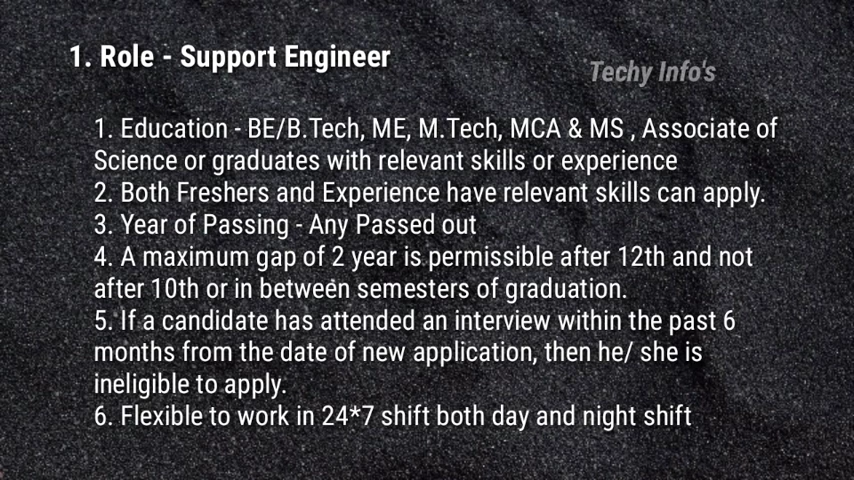 1. Role - Support Engineer
Techy Info's
1. Education - BE/B.Tech, ME, M.Tech, MCA & MS , Associate of
Science or graduates with relevant skills or experience
2. Both Freshers and Experience have relevant skills can apply.
3. Year of Passing - Any Passed out
4. A maximum gap of 2 year is permissible after 12th and not
after 10th or in between semesters of graduation.
5. If a candidate has attended an interview within the past 6
months from the date of new application, then he/ she is
ineligible to apply.
6. Flexible to work in 24*7 shift both day and night shift